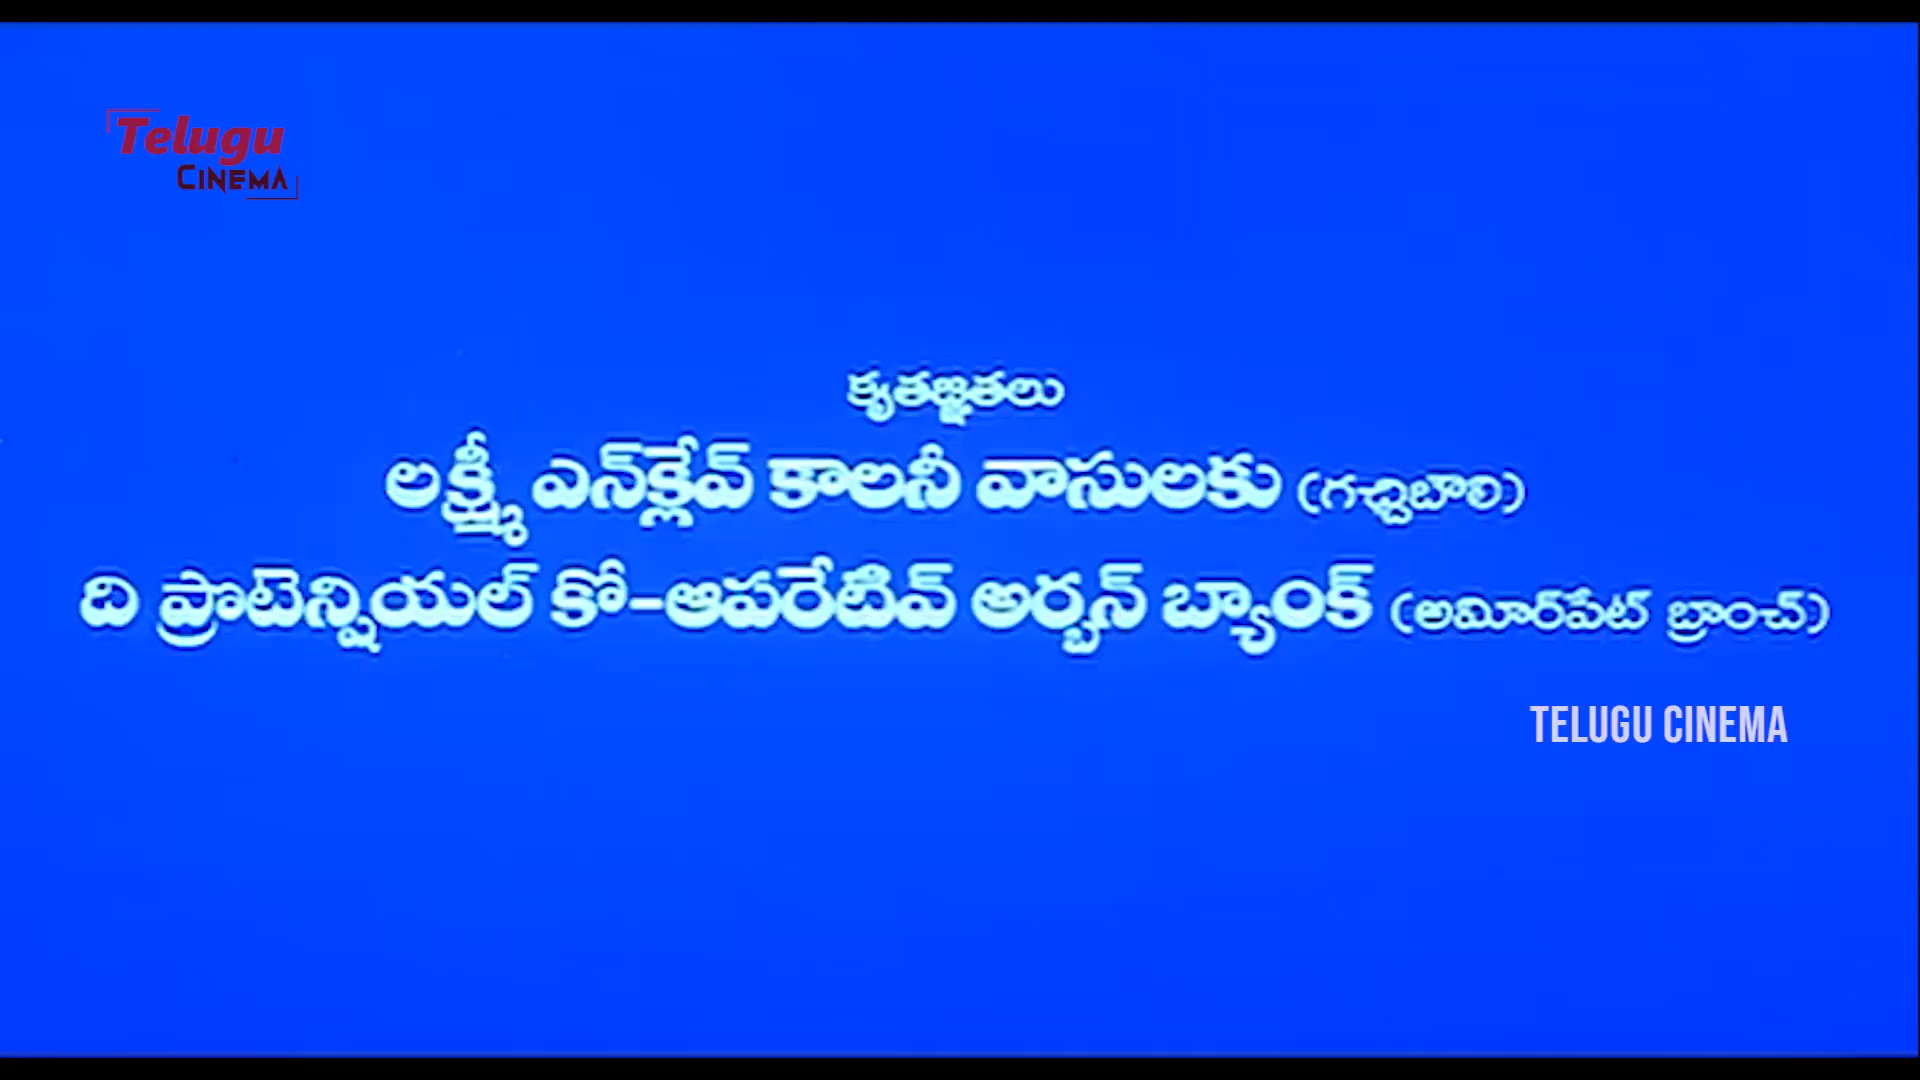 Telugu
CINEMA
కృతజ్ఞతలు
లక్ష్మీ ఎన్‌క్లేవ్ కాలనీ వాసులకు (గచ్చిబౌలి)
ది ప్రొటెన్షియల్ కో-ఆపరేటివ్ అర్బన్ బ్యాంక్ (అమీర్‌పేట్ బ్రాంచ్)
TELUGU CINEMA